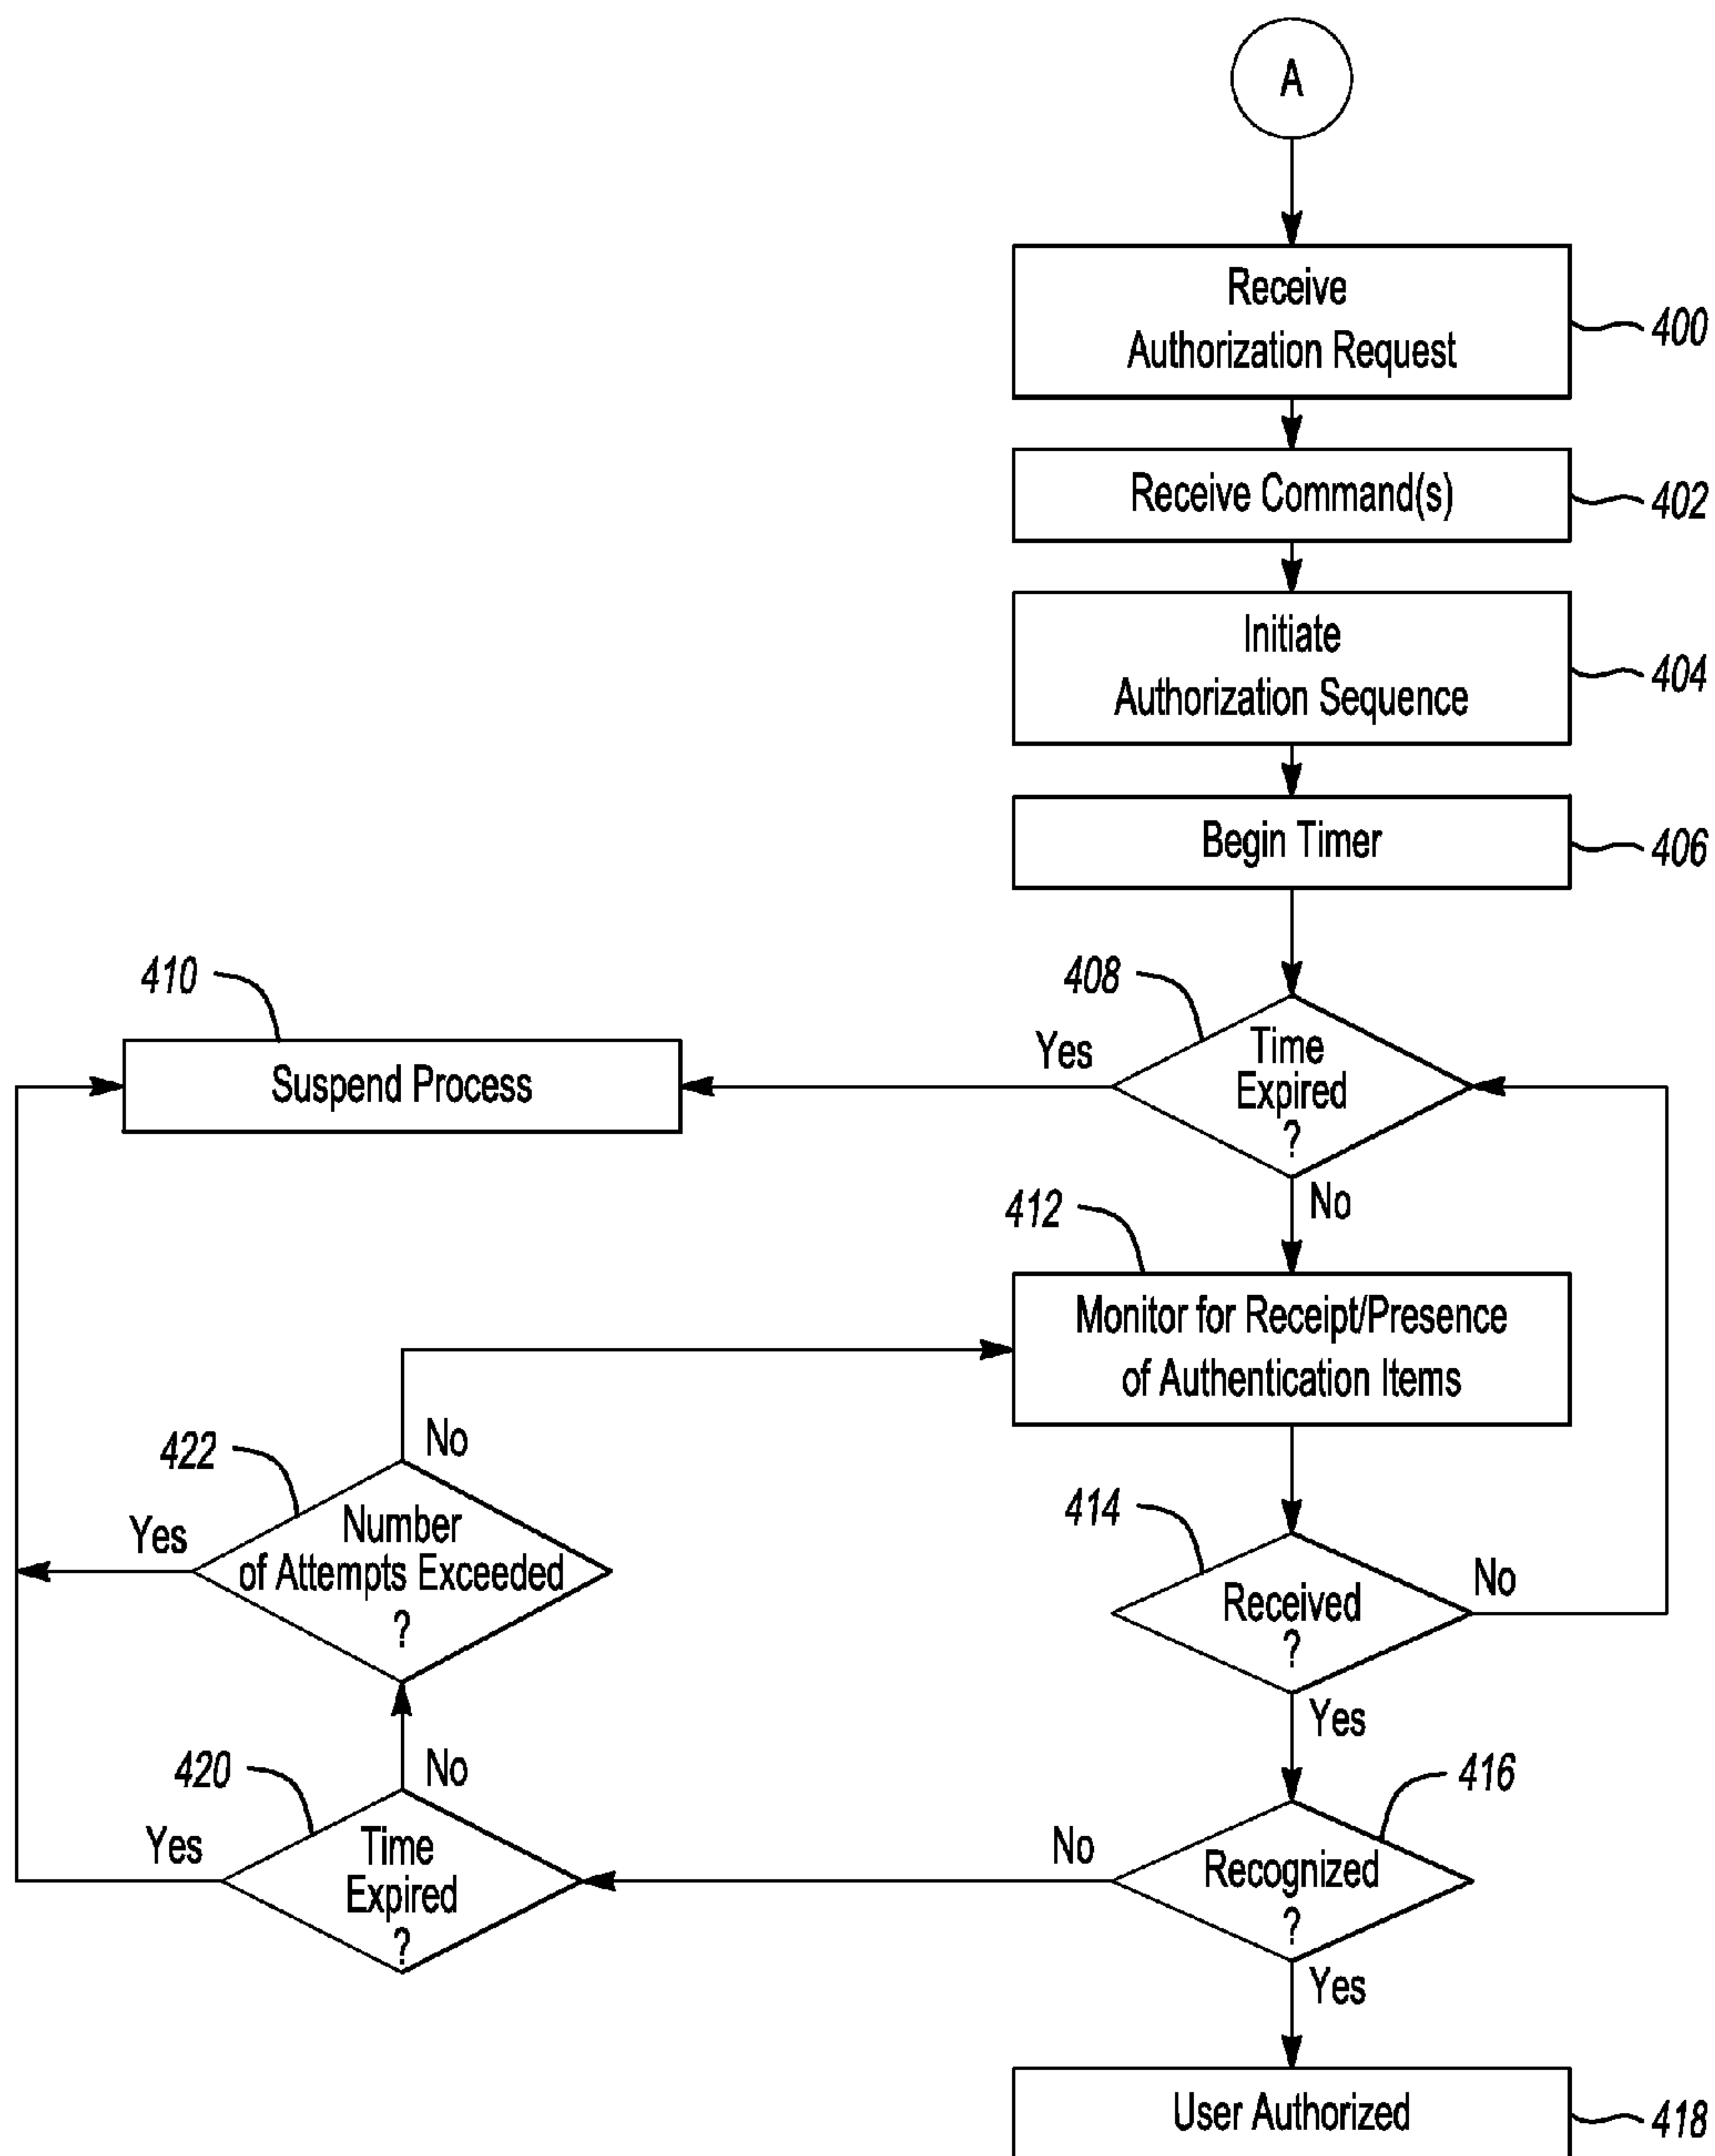 A
Receive
Authorization Request
400
Receive Command(s)
402
Initiate
Authorization Sequence
404
Begin Timer
406
410
408
Suspend Process
Yes
Time
Expired
?
No
412
Monitor for Receipt/Presence
of Authentication Items
422
No
Yes
Number
of Attempts Exceeded
?
414
Received
?
No
Yes
420
No
Yes
Time
Expired
?
416
No
Recognized
?
Yes
User Authorized
418